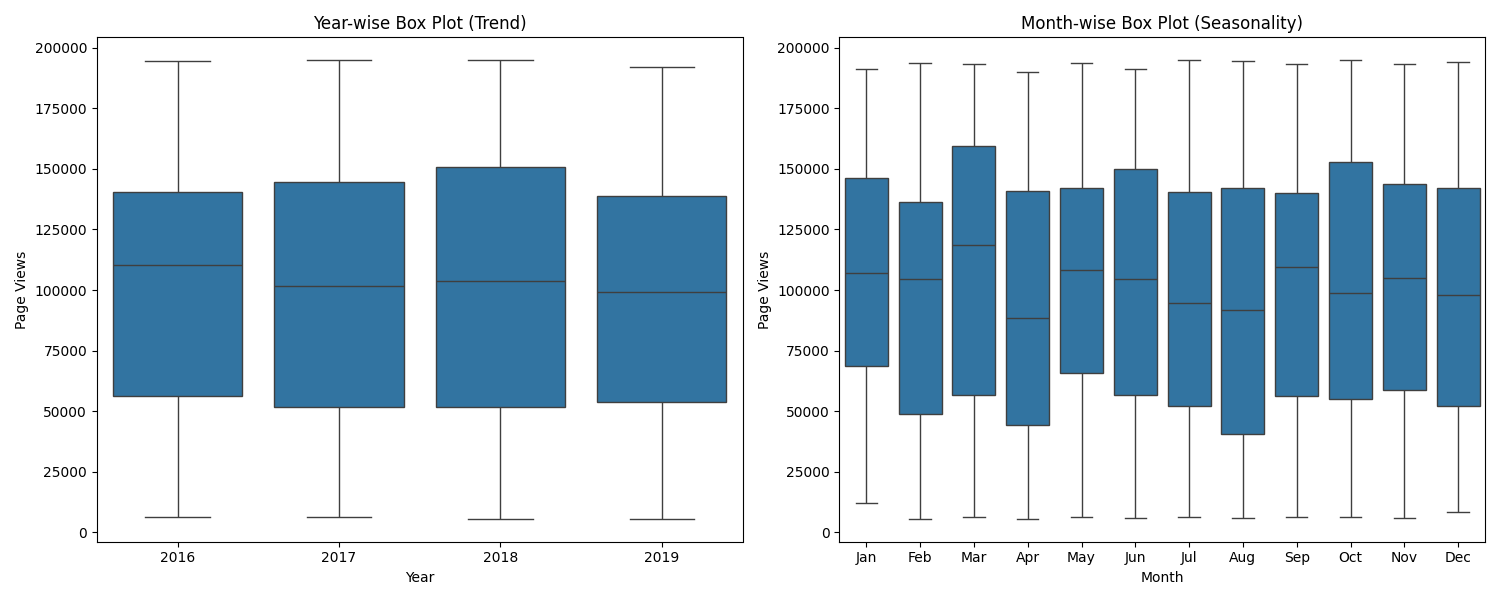 Year-wise Box Plot (Trend)
200000
175000
150000
125000
100000
75000
50000
25000
0
Page Views
2016 2017 2018 2019
Year
Month-wise Box Plot (Seasonality)
200000
175000
150000
125000
100000
75000
50000
25000
0
Page Views
Jan Feb Mar Apr May Jun Jul Aug Sep Oct Nov Dec
Month